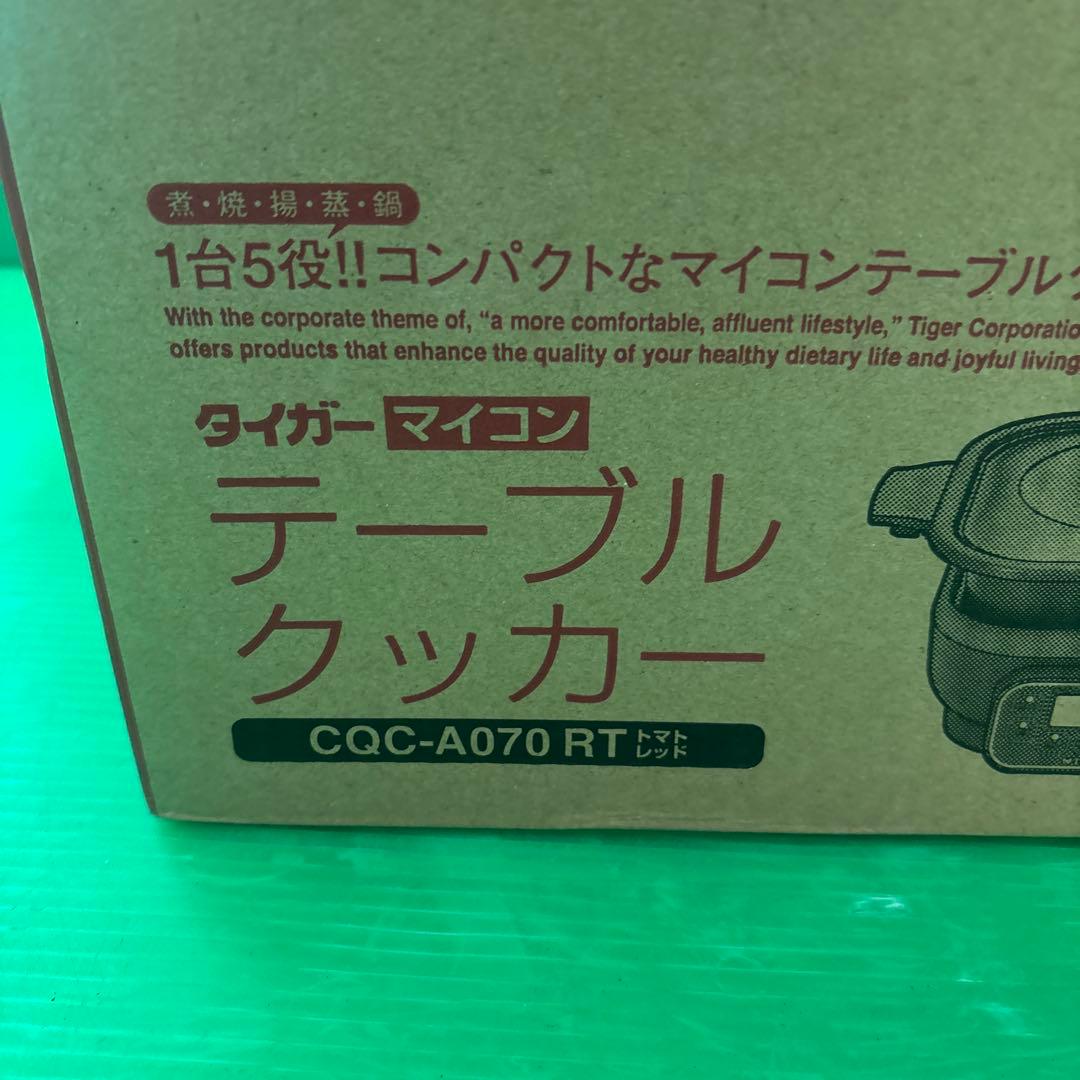 煮・焼・揚・蒸・鍋
1台5役!!コンパクトなマイコンテーブル
With the corporate theme of, “a more comfortable, affluent lifestyle,” Tiger Corporatio
offers products that enhance the quality of your healthy dietary life and joyful living
タイガー マイコン
テーブル
クッカー
CQC-A070 RT トマトレッド